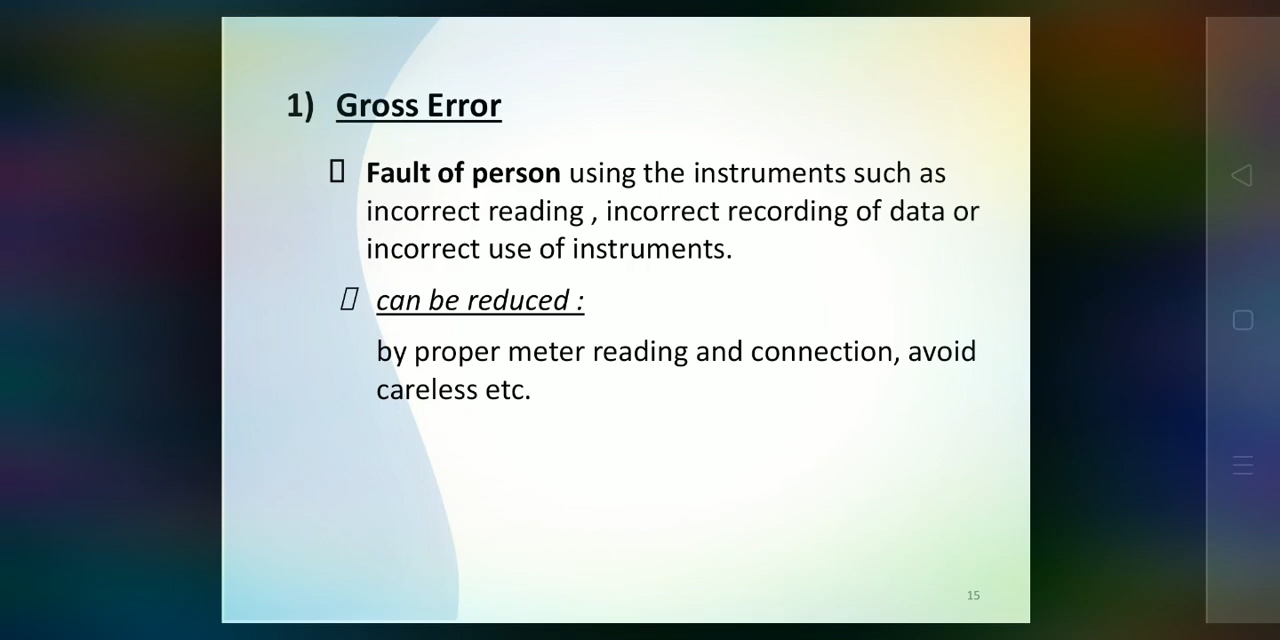 1) Gross Error
Fault of person using the instruments such as
incorrect reading , incorrect recording of data or
incorrect use of instruments.
can be reduced :
by proper meter reading and connection, avoid
careless etc.
15